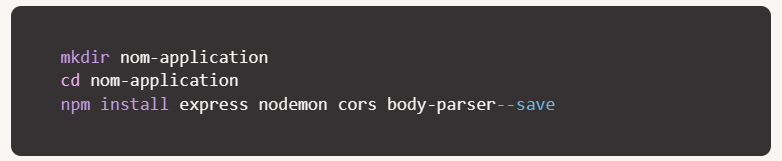 mkdir nom-application
cd nom-application
npm install express nodemon cors body-parser--save